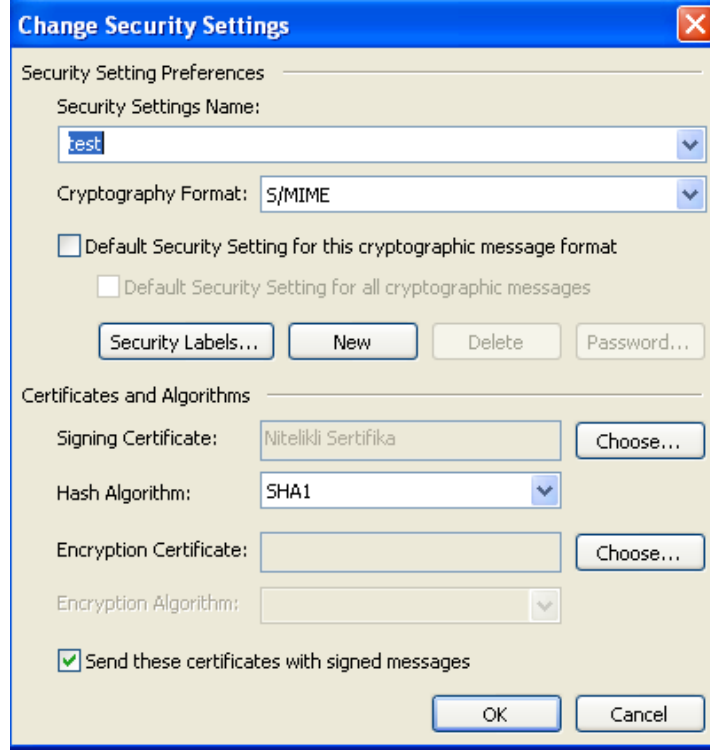 Change Security Settings
Security Setting Preferences
Security Settings Name:
test
Cryptography Format: S/MIME
Default Security Setting for this cryptographic message format
Default Security Setting for all cryptographic messages
Security Labels... New Delete Password...
Certificates and Algorithms
Signing Certificate: Nitelikli Sertifika Choose...
Hash Algorithm: SHA1
Encryption Certificate: Choose...
Encryption Algorithm:
Send these certificates with signed messages
OK Cancel